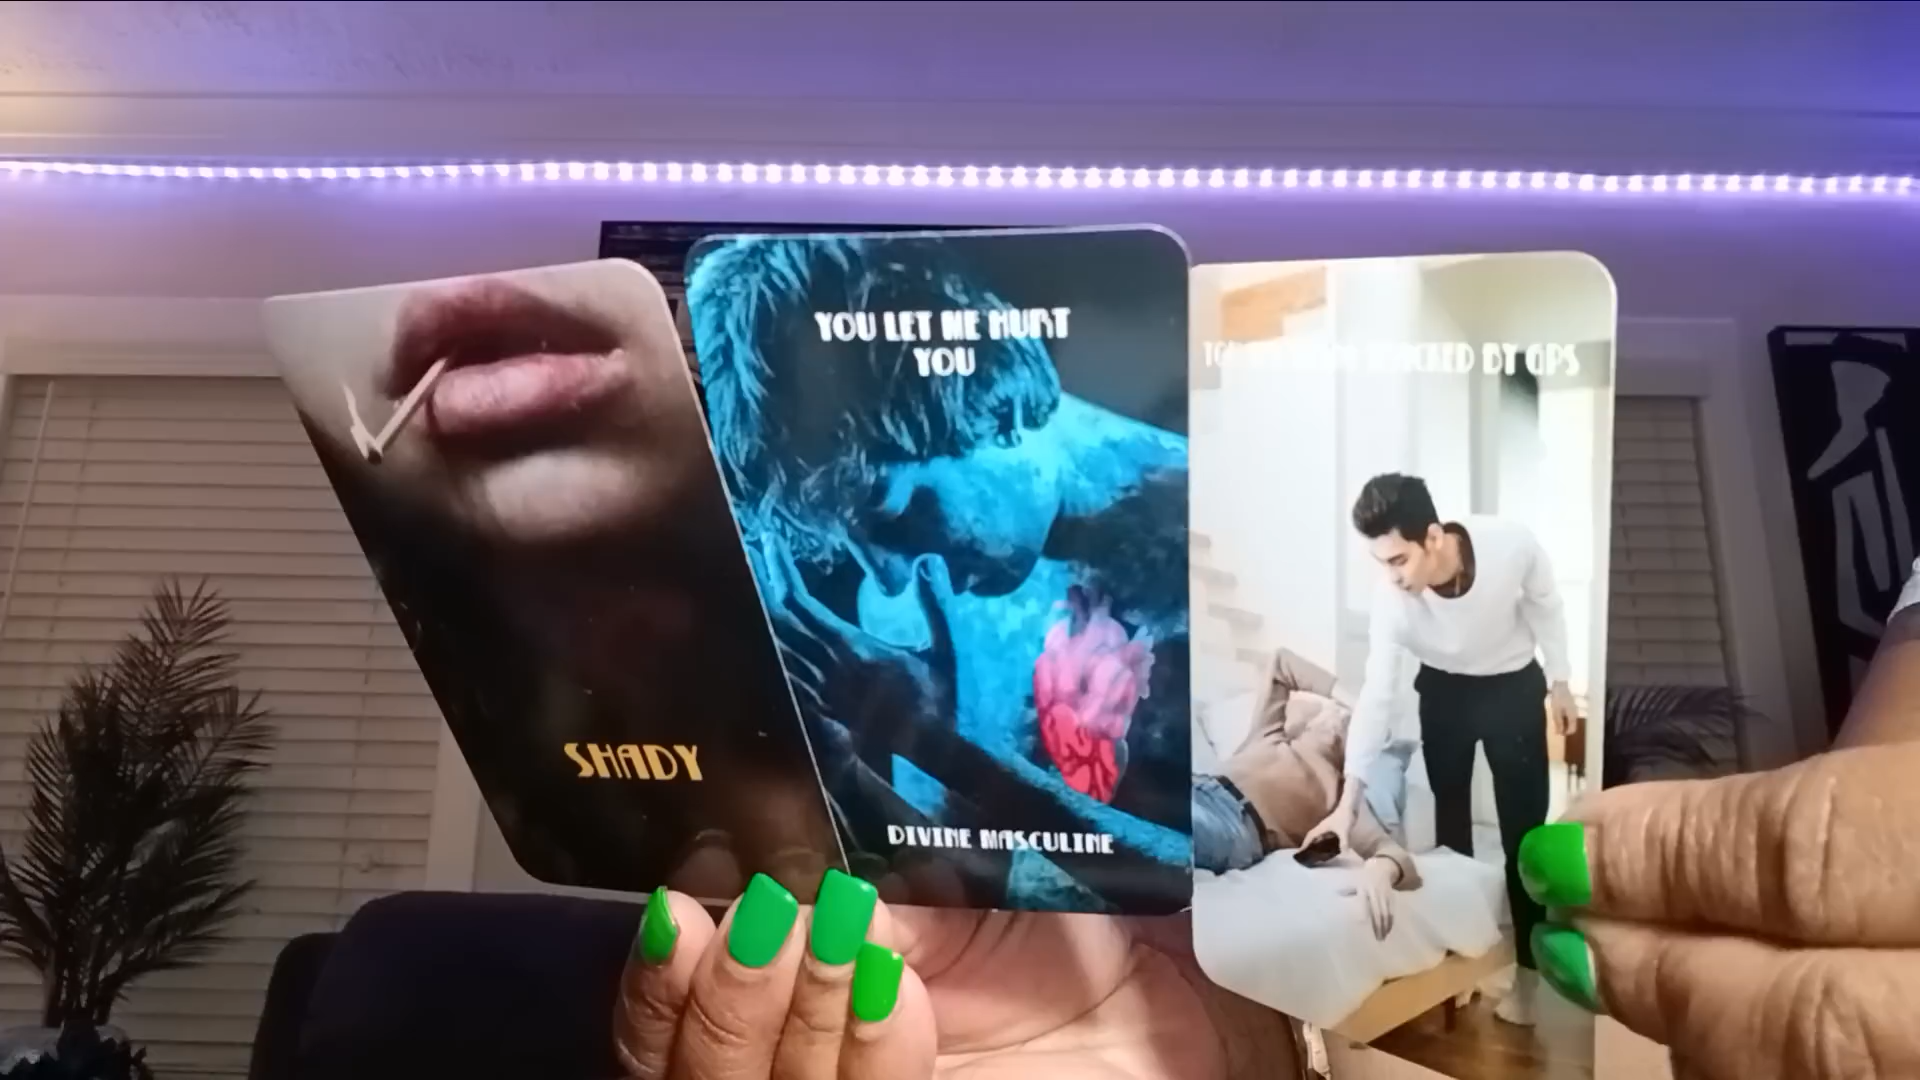 SHADY
YOU LET ME HURT
YOU
DIVINE MASCULINE
TRACKED BY GPS